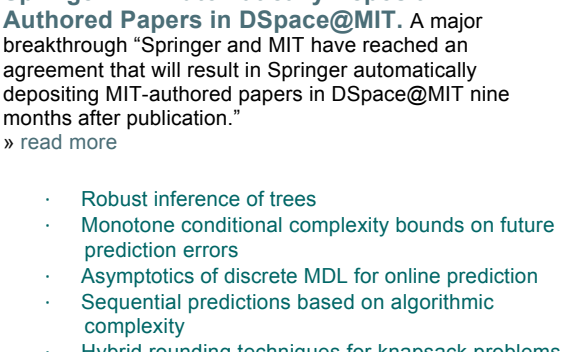 Authored Papers in DSpace@MIT. A major
breakthrough “Springer and MIT have reached an
agreement that will result in Springer automatically
depositing MIT-authored papers in DSpace@MIT nine
months after publication.”
» read more
· Robust inference of trees
· Monotone conditional complexity bounds on future
prediction errors
· Asymptotics of discrete MDL for online prediction
· Sequential predictions based on algorithmic
complexity
· Hybrid rounding techniques for knapsack problems